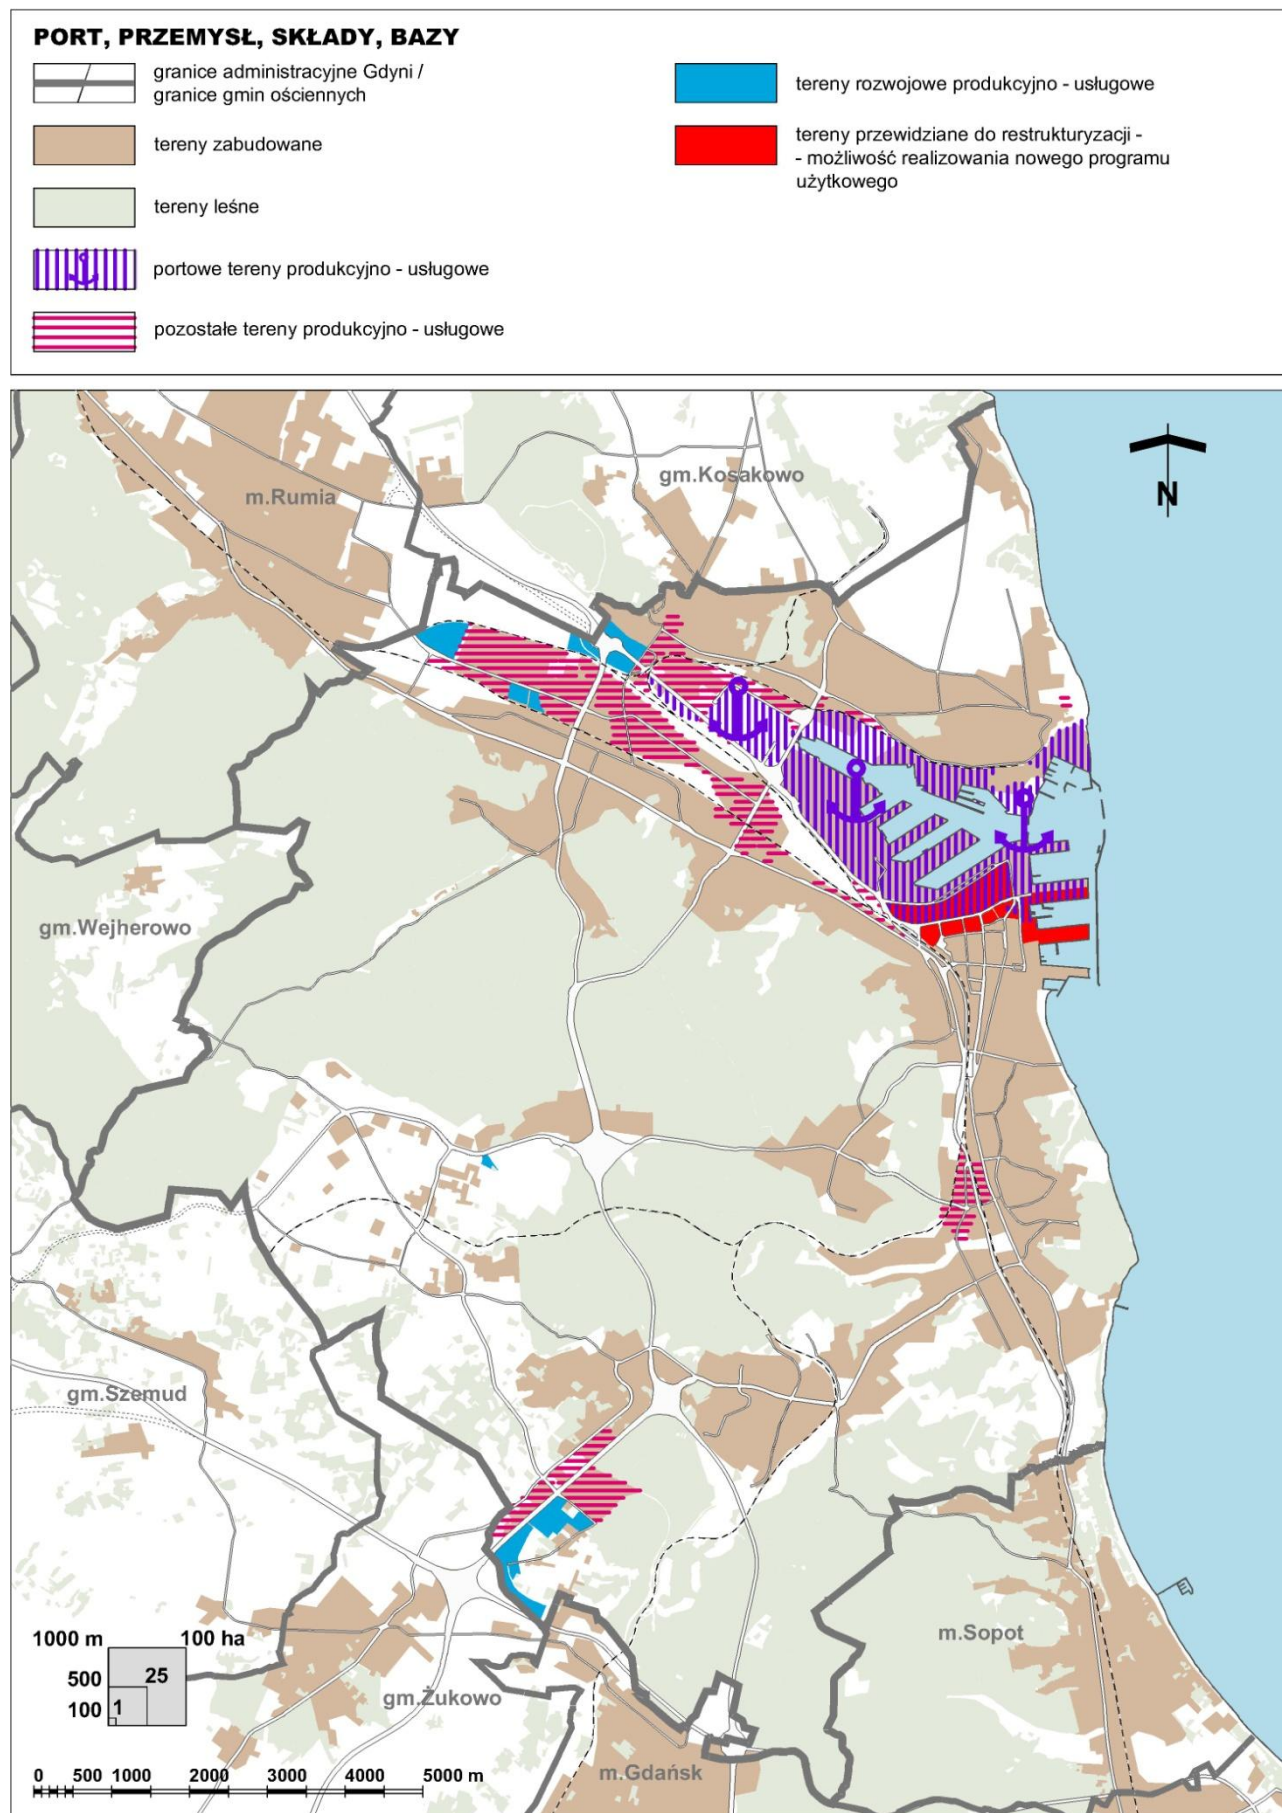 PORT, PRZEMYSŁ, SKŁADY, BAZY
granice administracyjne Gdyni /
granice gmin ościennych
tereny zabudowane
tereny leśne
portowe tereny produkcyjno - usługowe
pozostałe tereny produkcyjno - usługowe
tereny rozwojowe produkcyjno - usługowe
tereny przewidziane do restrukturyzacji -
- możliwość realizowania nowego programu
użytkowego
N
gm.Kosakowo
m.Rumia
gm.Wejherowo
gm.Szemud
m.Sopot
gm.Żukowo
m.Gdańsk
1000 m 100 ha
500 25
100 1
0 500 1000 2000 3000 4000 5000 m